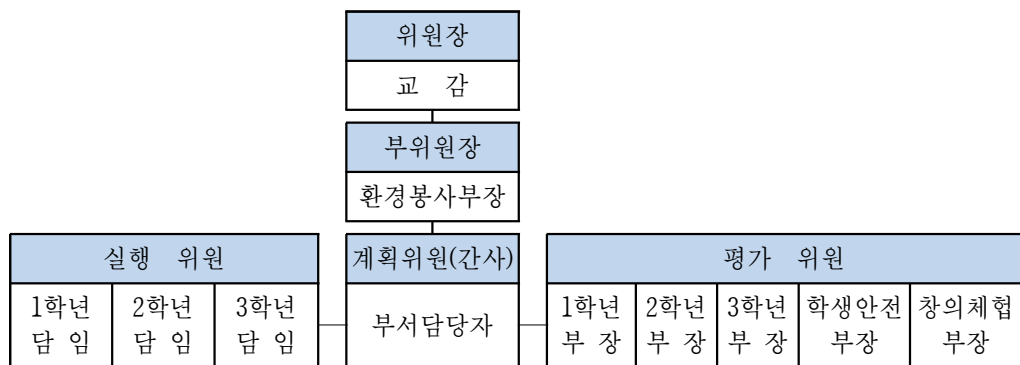 위원장
교 감
부위원장
환경봉사부장
실행 위원
계획위원(간사)
평가 위원
1학년
담 임
2학년
담 임
3학년
담 임
부서담당자
1학년
부 장
2학년
부 장
3학년
부 장
학생안전
부장
창의체헙
부장